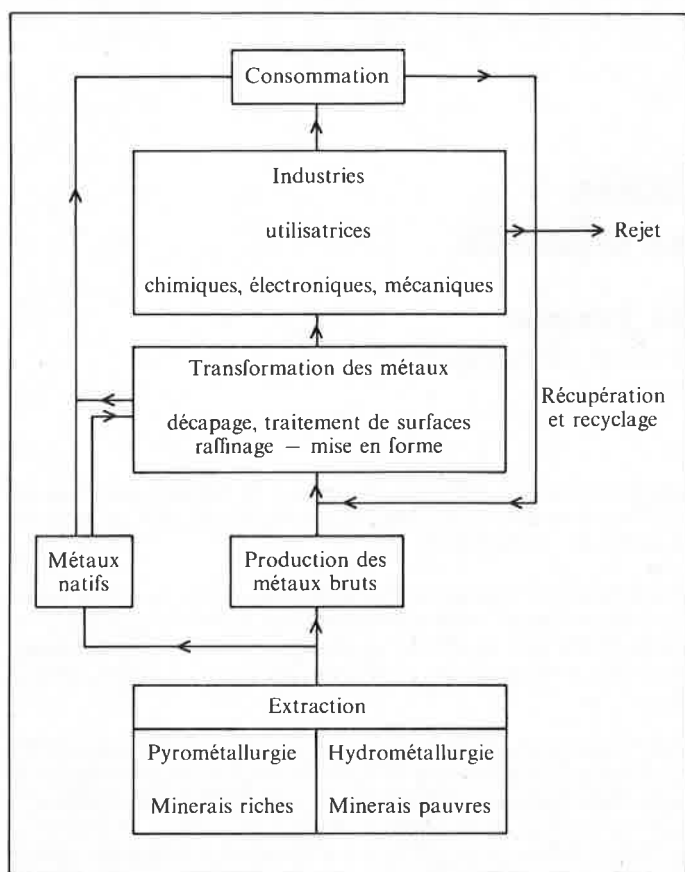 Consommation
Industries
utilisatrices
chimiques, électroniques, mécaniques
Rejet
Transformation des métaux
décapage, traitement de surfaces
raffinage — mise en forme
Récupération
et recyclage
Métaux
natifs
Production des
métaux bruts
Extraction
Pyrométallurgie
Minerais riches
Hydrométallurgie
Minerais pauvres